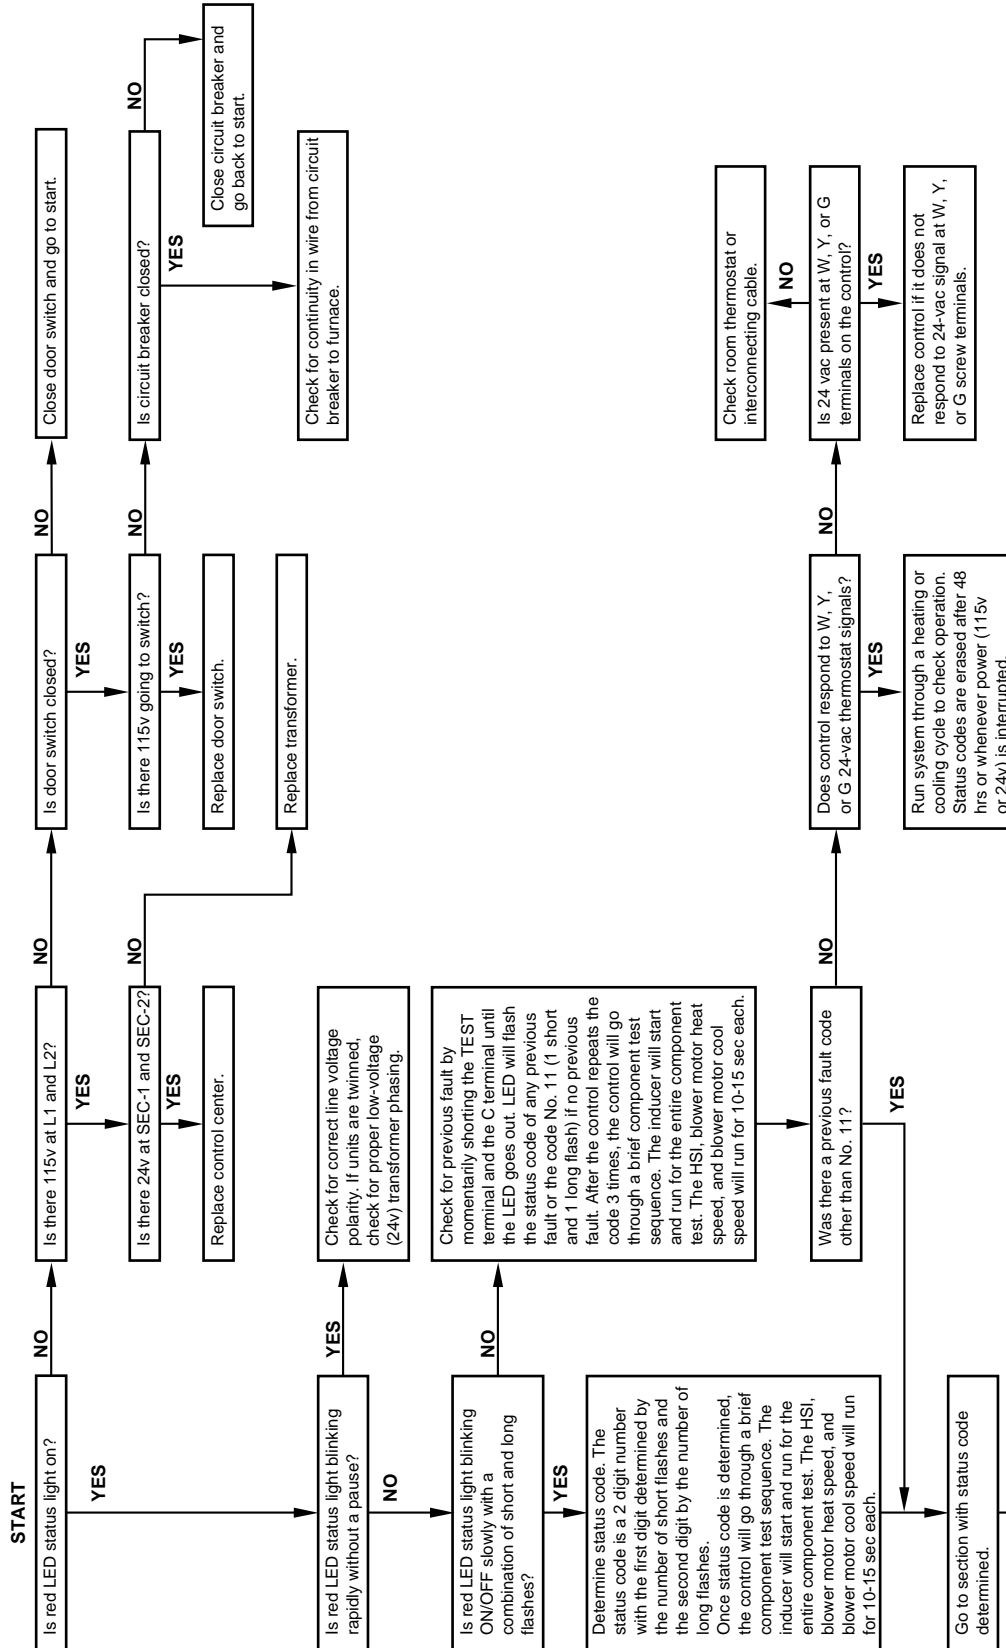 START
Is red LED status light on?
NO
YES
Is there 115v at L1 and L2?
NO
YES
Is door switch closed?
NO
YES
Close door switch and go to start.
Is there 24v at SEC-1 and SEC-2?
NO
YES
Replace control center.
Is there 115v going to switch?
NO
YES
Replace door switch.
Replace transformer.
Is circuit breaker closed?
NO
YES
Close circuit breaker and
go back to start.
Check for continuity in wire from circuit
breaker to furnace.
Is red LED status light blinking
rapidly without a pause?
YES
NO
Check for correct line voltage
polarity. If units are twinned,
check for proper low-voltage
(24v) transformer phasing.
Is red LED status light blinking
ON/OFF slowly with a
combination of short and long
flashes?
NO
YES
Check for previous fault by
momentarily shorting the TEST
terminal and the C terminal until
the LED goes out. LED will flash
the status code of any previous
fault or the code No. 11 (1 short
and 1 long flash) if no previous
fault. After the control repeats the
code 3 times, the control will go
through a brief component test
sequence. The inducer will start
and run for the entire component
test. The HSI, blower motor heat
speed, and blower motor cool
speed will run for 10-15 sec each.
Determine status code. The
status code is a 2 digit number
with the first digit determined by
the number of short flashes and
the second digit by the number of
long flashes.
Once status code is determined,
the control will go through a brief
component test sequence. The
inducer will start and run for the
entire component test. The HSI,
blower motor heat speed, and
blower motor cool speed will run
for 10-15 sec each.
Was there a previous fault code
other than No. 11?
NO
YES
Does control respond to W, Y,
or G 24-vac thermostat signals?
NO
YES
Is 24 vac present at W, Y, or G
terminals on the control?
NO
YES
Check room thermostat or
interconnecting cable.
Replace control if it does not
respond to 24-vac signal at W, Y,
or G screw terminals.
Run system through a heating or
cooling cycle to check operation.
Status codes are erased after 48
hrs or whenever power (115v
or 24v) is interrupted.
Go to section with status code
determined.